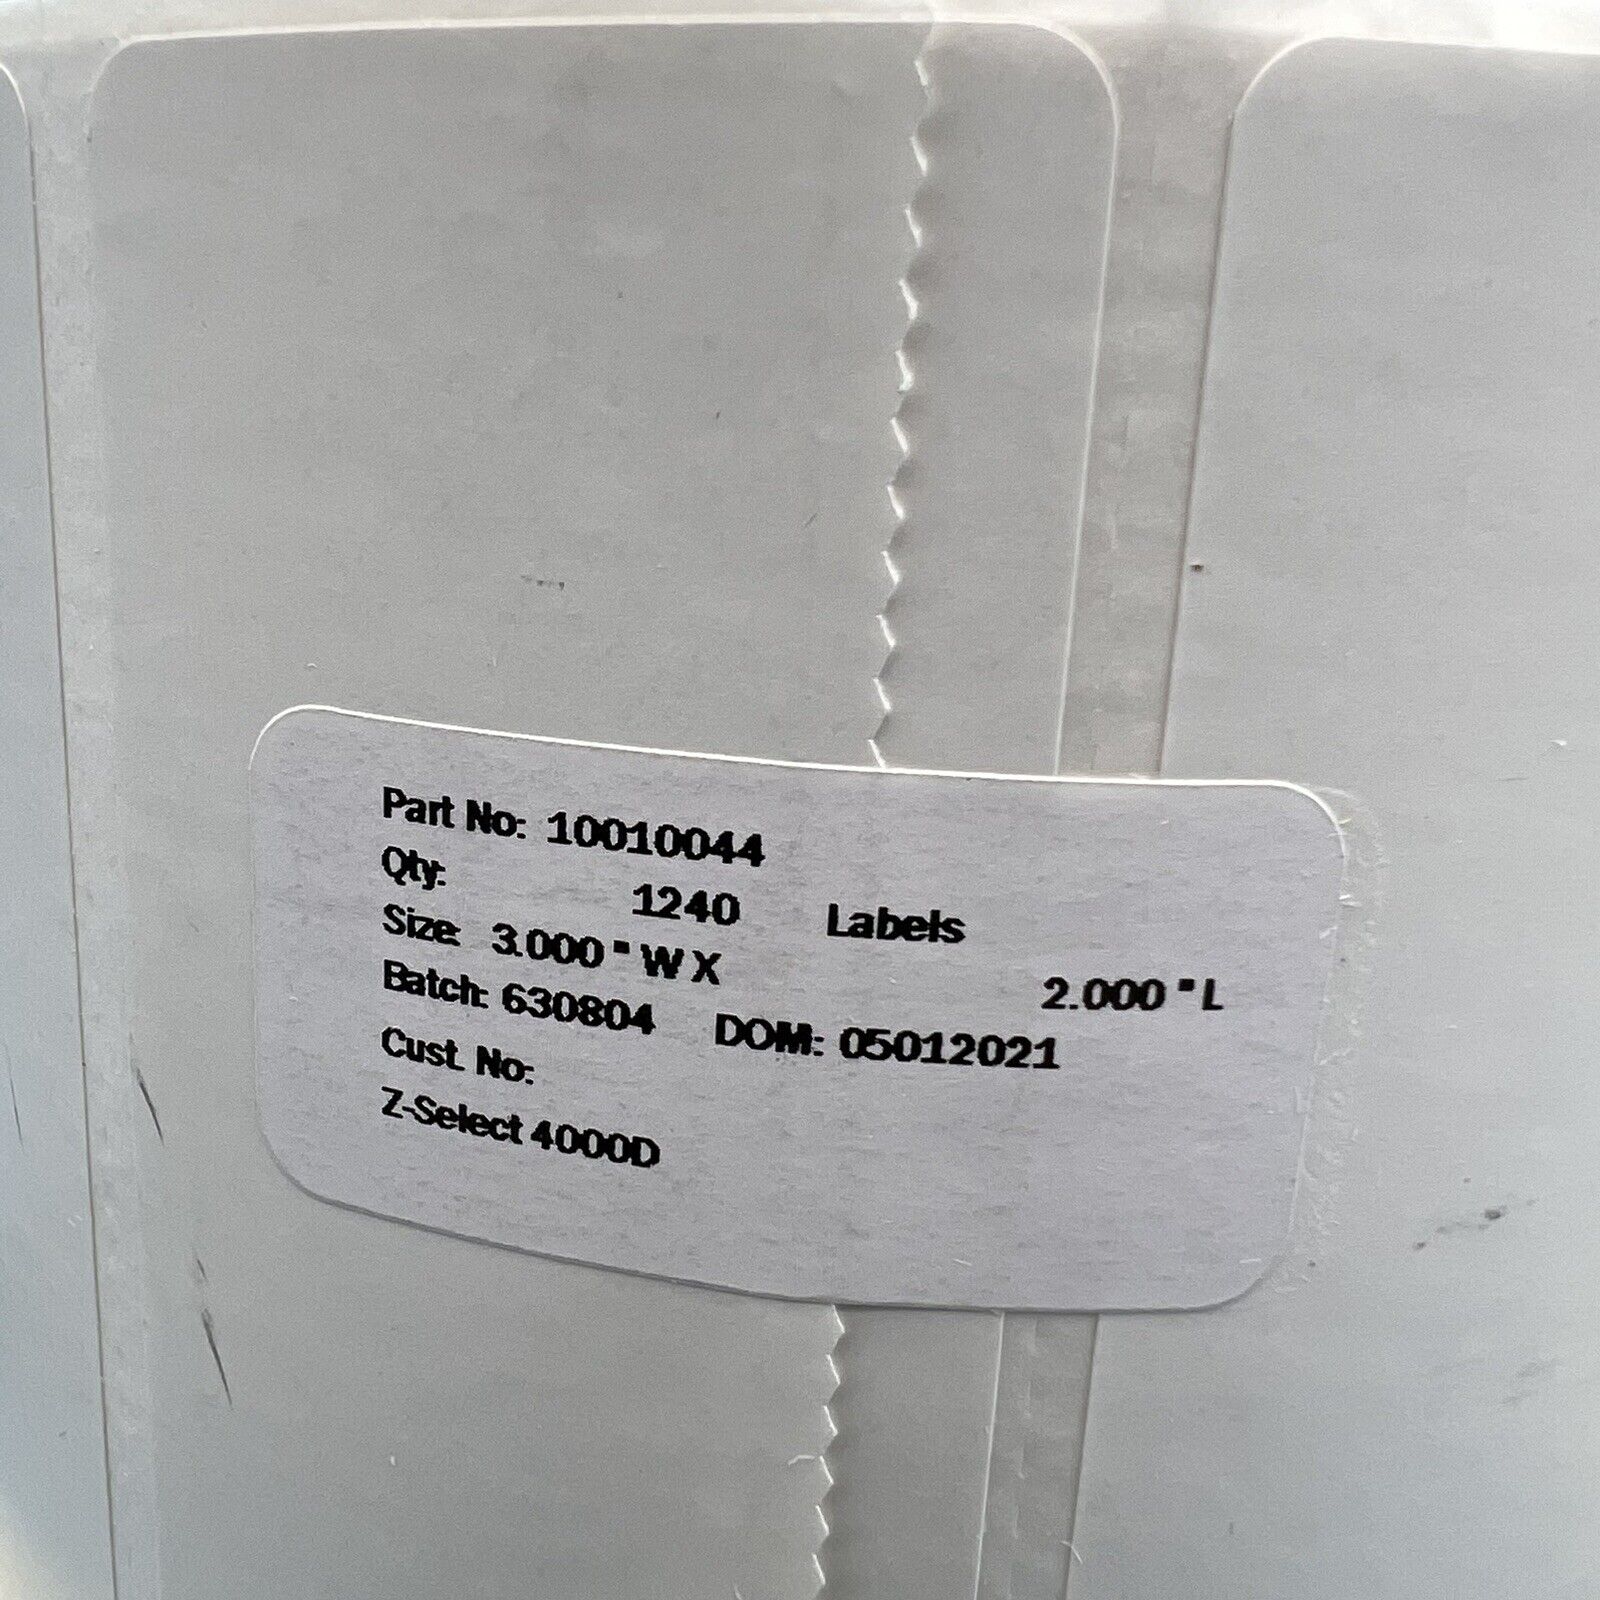 Part No: 10010044
Qty: 1240 Labels
Size: 3.000 " W X 2.000 " L
Batch: 630804 DOM: 05012021
Cust. No:
Z-Select 4000D